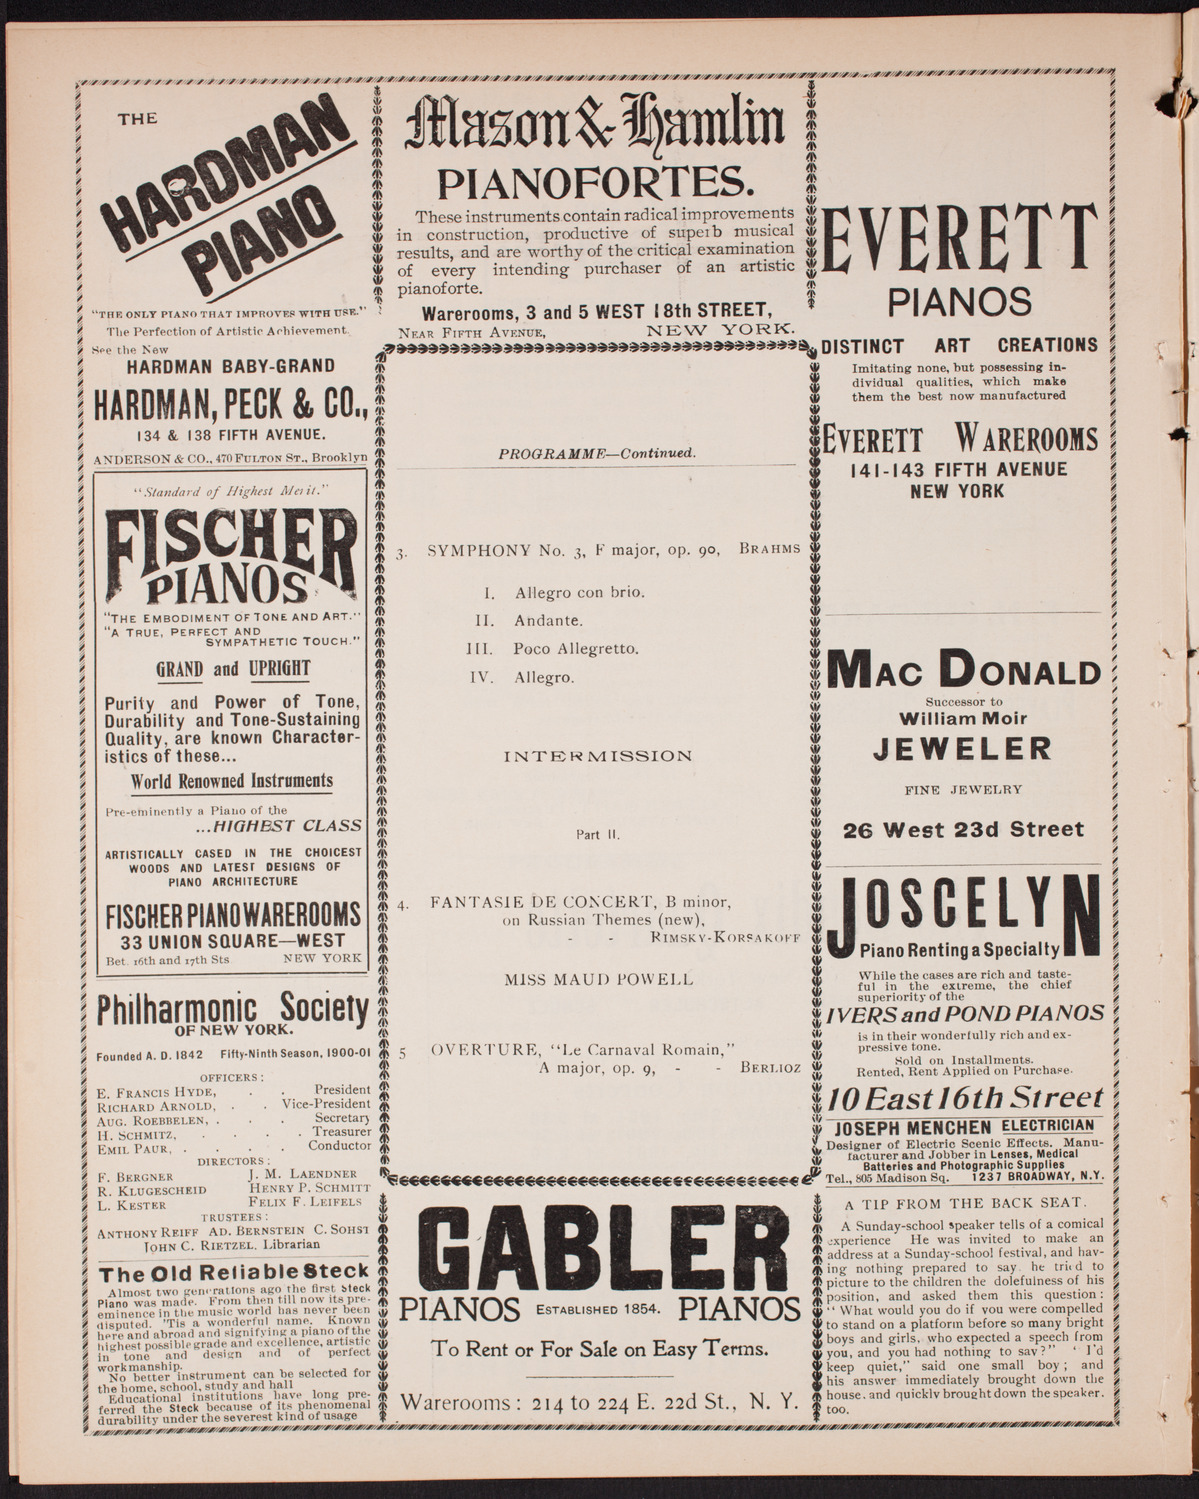 THE
HARDMAN
PIANO
"THE ONLY PIANO THAT IMPROVES WITH USE."
The Perfection of Artistic Achievement.
See the New
HARDMAN BABY-GRAND
HARDMAN, PECK & CO.,
134 & 138 FIFTH AVENUE.
ANDERSON & CO., 470 FULTON ST., Brooklyn
"Standard of Highest Merit."
FISCHER
PIANOS
"THE EMBODIMENT OF TONE AND ART."
"A TRUE, PERFECT AND
SYMPATHETIC TOUCH."
GRAND and UPRIGHT
Purity and Power of Tone,
Durability and Tone-Sustaining
Quality, are known Character-
istics of these...
World Renowned Instruments
Pre-eminently a Piano of the
...HIGHEST CLASS
ARTISTICALLY CASED IN THE CHOICEST
WOODS AND LATEST DESIGNS OF
PIANO ARCHITECTURE
FISCHER PIANO WAREROOMS
33 UNION SQUARE—WEST
Bet. 16th and 17th Sts NEW YORK
Philharmonic Society
OF NEW YORK.
Founded A. D. 1842 Fifty-Ninth Season, 1900-01
OFFICERS:
E. FRANCIS HYDE, . . President
RICHARD ARNOLD, . . Vice-President
AUG. ROEBBELEN, . . . Secretary
H. SCHMITZ, . . . . Treasurer
EMIL PAUR, . . . . Conductor
DIRECTORS:
F. BERGNER J. M. LAENDNER
R. KLUGESCHEID HENRY P. SCHMITT
L. KESTER FELIX F. LEIFELS
TRUSTEES:
ANTHONY REIFF AD. BERNSTEIN C. SOHST
JOHN C. RIETZEL, Librarian
The Old Reliable Steck
Almost two generations ago the first Steck
Piano was made. From then till now its pre-
eminence in the music world has never been
disputed. 'Tis a wonderful name. Known
here and abroad and signifying a piano of the
highest possible grade and excellence, artistic
in tone and design and of perfect
workmanship.
No better instrument can be selected for
the home, school, study and hall
Educational institutions have long pre-
ferred the Steck because of its phenomenal
durability under the severest kind of usage
Mason & Hamlin
PIANOFORTES.
These instruments contain radical improvements
in construction, productive of superb musical
results, and are worthy of the critical examination
of every intending purchaser of an artistic
pianoforte.
Warerooms, 3 and 5 WEST 18th STREET,
NEAR FIFTH AVENUE, NEW YORK.
PROGRAMME—Continued.
3. SYMPHONY No. 3, F major, op. 90, BRAHMS
I. Allegro con brio.
II. Andante.
III. Poco Allegretto.
IV. Allegro.
INTERMISSION
Part II.
4. FANTASIE DE CONCERT, B minor,
on Russian Themes (new),
- - RIMSKY-KORSAKOFF
MISS MAUD POWELL
5 OVERTURE, "Le Carnaval Romain,"
A major, op. 9, - - BERLIOZ
GABLER
PIANOS ESTABLISHED 1854. PIANOS
To Rent or For Sale on Easy Terms.
Warerooms: 214 to 224 E. 22d St., N. Y.
EVERETT
PIANOS
DISTINCT ART CREATIONS
Imitating none, but possessing in-
dividual qualities, which make
them the best now manufactured
EVERETT WAREROOMS
141-143 FIFTH AVENUE
NEW YORK
MAC DONALD
Successor to
William Moir
JEWELER
FINE JEWELRY
26 West 23d Street
JOSCELYN
Piano Renting a Specialty
While the cases are rich and taste-
ful in the extreme, the chief
superiority of the
IVERS and POND PIANOS
is in their wonderfully rich and ex-
pressive tone.
Sold on Installments.
Rented, Rent Applied on Purchase.
10 East 16th Street
JOSEPH MENCHEN ELECTRICIAN
Designer of Electric Scenic Effects. Manu-
facturer and Jobber in Lenses, Medical
Batteries and Photographic Supplies
Tel., 805 Madison Sq. 1237 BROADWAY, N.Y.
A TIP FROM THE BACK SEAT.
A Sunday-school speaker tells of a comical
experience He was invited to make an
address at a Sunday-school festival, and hav-
ing nothing prepared to say, he tried to
picture to the children the dolefulness of his
position, and asked them this question:
"What would you do if you were compelled
to stand on a platform before so many bright
boys and girls, who expected a speech from
you, and you had nothing to say?" 'I'd
keep quiet," said one small boy; and
his answer immediately brought down the
house, and quickly brought down the speaker,
too.